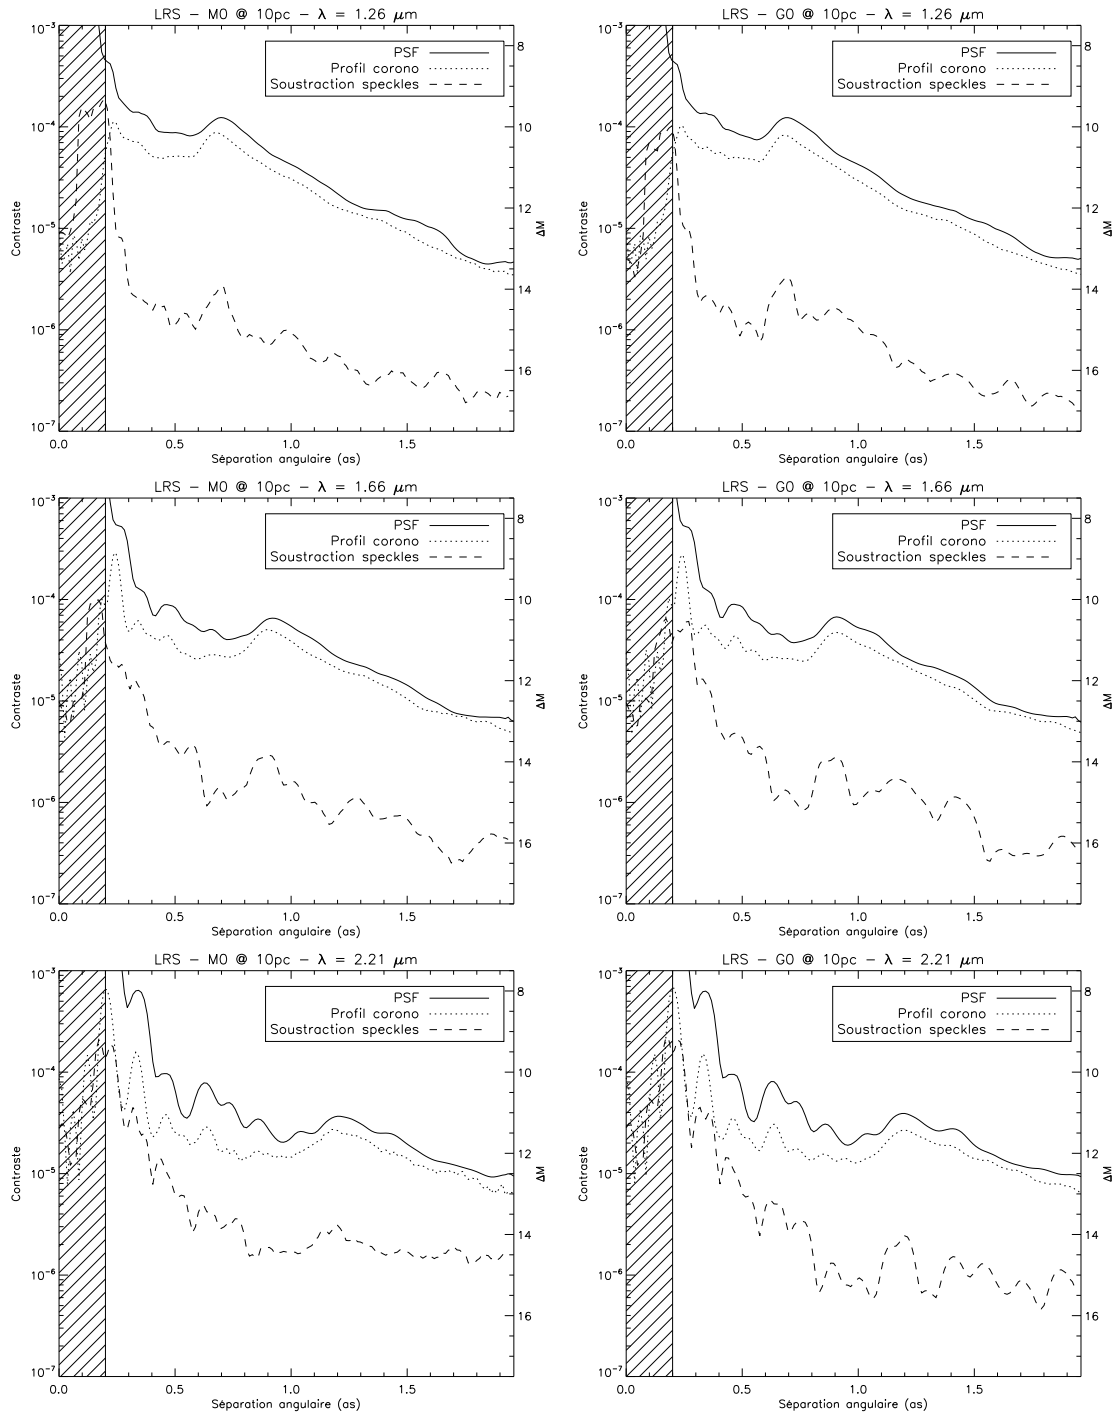 LRS - M0 @ 10pc - λ = 1.26 μm
10⁻³
10⁻⁴
10⁻⁵
10⁻⁶
10⁻⁷
Contraste
PSF
Profil corono
Soustraction speckles
8
10
12
14
16
ΔM
0.0 0.5 1.0 1.5
Séparation angulaire (as)
LRS - G0 @ 10pc - λ = 1.26 μm
10⁻³
10⁻⁴
10⁻⁵
10⁻⁶
10⁻⁷
Contraste
PSF
Profil corono
Soustraction speckles
8
10
12
14
16
ΔM
0.0 0.5 1.0 1.5
Séparation angulaire (as)
LRS - M0 @ 10pc - λ = 1.66 μm
10⁻³
10⁻⁴
10⁻⁵
10⁻⁶
10⁻⁷
Contraste
PSF
Profil corono
Soustraction speckles
8
10
12
14
16
ΔM
0.0 0.5 1.0 1.5
Séparation angulaire (as)
LRS - G0 @ 10pc - λ = 1.66 μm
10⁻³
10⁻⁴
10⁻⁵
10⁻⁶
10⁻⁷
Contraste
PSF
Profil corono
Soustraction speckles
8
10
12
14
16
ΔM
0.0 0.5 1.0 1.5
Séparation angulaire (as)
LRS - M0 @ 10pc - λ = 2.21 μm
10⁻³
10⁻⁴
10⁻⁵
10⁻⁶
10⁻⁷
Contraste
PSF
Profil corono
Soustraction speckles
8
10
12
14
16
ΔM
0.0 0.5 1.0 1.5
Séparation angulaire (as)
LRS - G0 @ 10pc - λ = 2.21 μm
10⁻³
10⁻⁴
10⁻⁵
10⁻⁶
10⁻⁷
Contraste
PSF
Profil corono
Soustraction speckles
8
10
12
14
16
ΔM
0.0 0.5 1.0 1.5
Séparation angulaire (as)